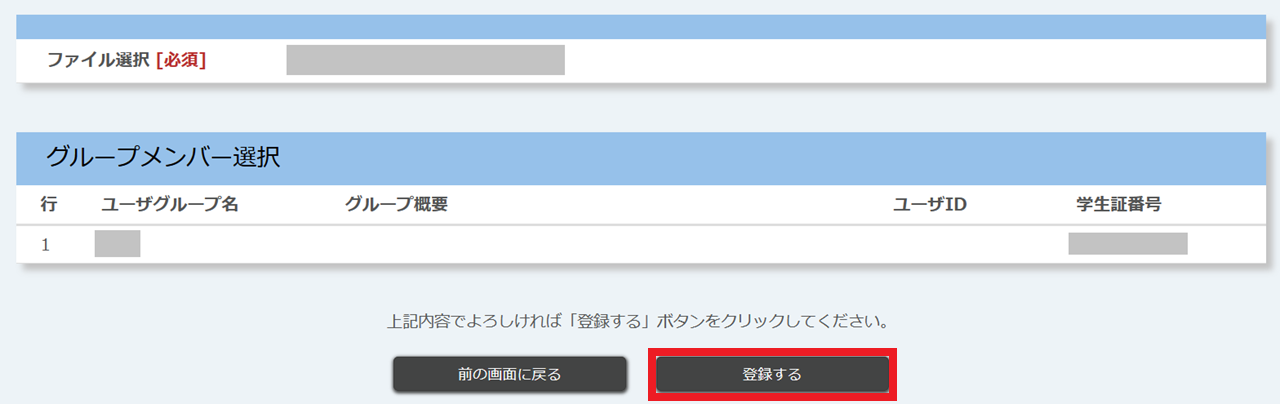 ファイル選択 [必須]
グループメンバー選択
行 ユーザグループ名 グループ概要 ユーザID 学生証番号
1
上記内容でよろしければ「登録する」ボタンをクリックしてください。
前の画面に戻る 登録する